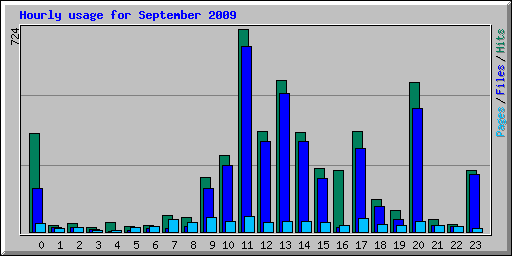 Hourly usage for September 2009
724
Pages / Files / Hits
0 1 2 3 4 5 6 7 8 9 10 11 12 13 14 15 16 17 18 19 20 21 22 23